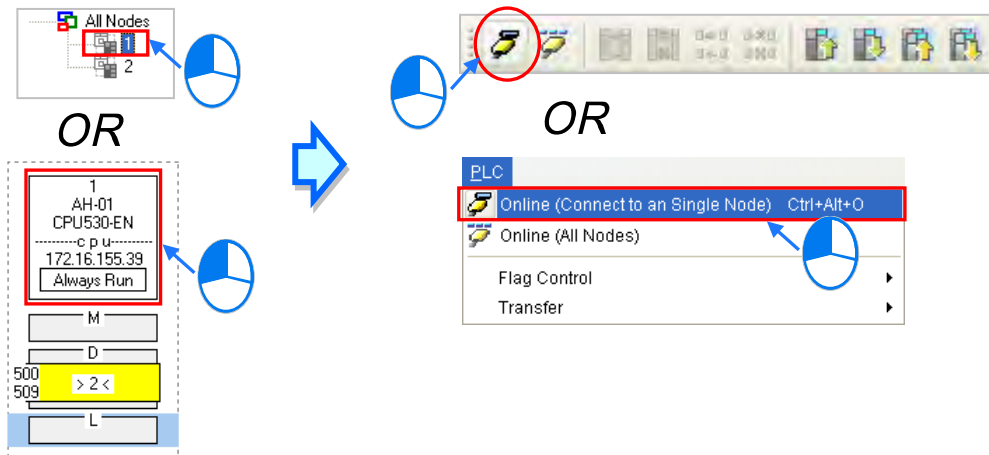 All Nodes
1
2
OR
1
AH-01
CPU530-EN
--------c p u--------
172.16.155.39
Always Run
M
D
500
509
> 2 <
L
OR
PLC
Online (Connect to an Single Node) Ctrl+Alt+O
Online (All Nodes)
Flag Control
Transfer